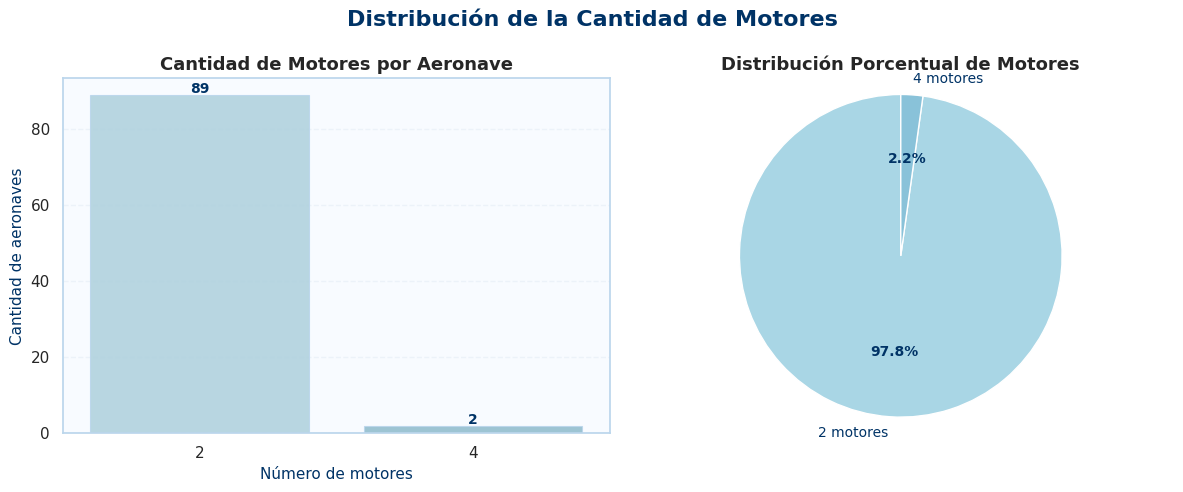 Distribución de la Cantidad de Motores
Cantidad de Motores por Aeronave
89
80
60
40
20
0
2
2
4
Cantidad de aeronaves
Número de motores
Distribución Porcentual de Motores
4 motores
2.2%
97.8%
2 motores